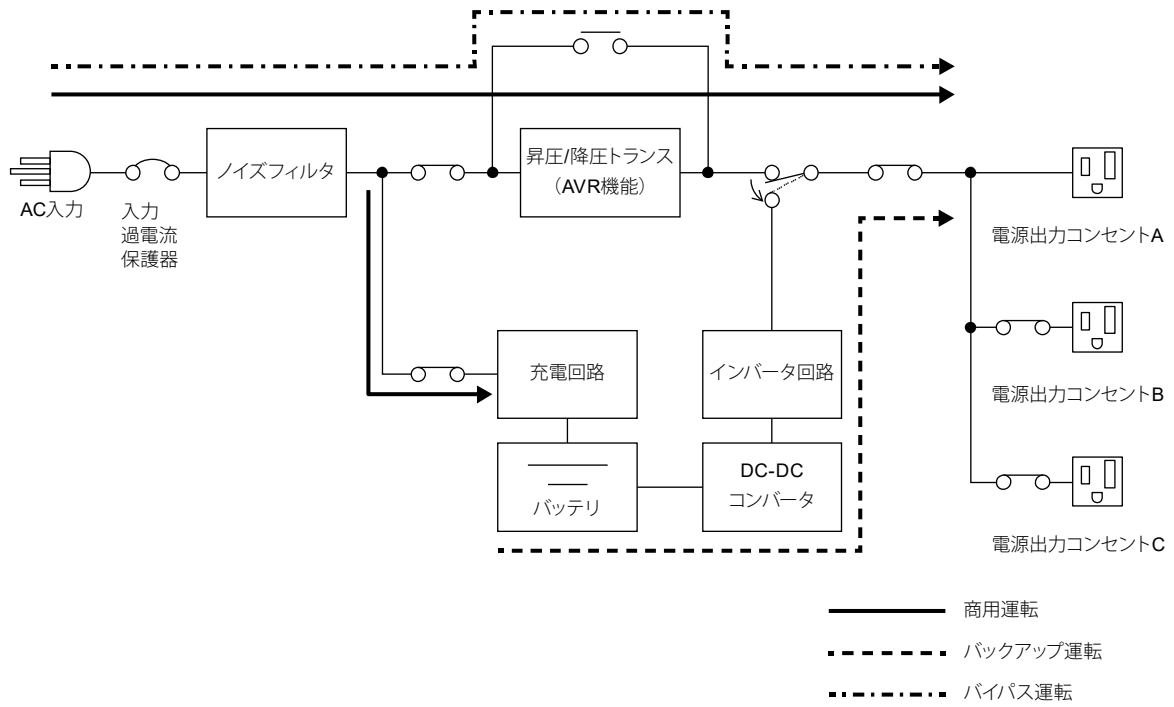 ノイズフィルタ
昇圧/降圧トランス
（AVR機能）
AC入力
入力
過電流
保護器
電源出力コンセントA
充電回路
インバータ回路
電源出力コンセントB
バッテリ
DC-DC
コンバータ
電源出力コンセントC
商用運転
バックアップ運転
バイパス運転